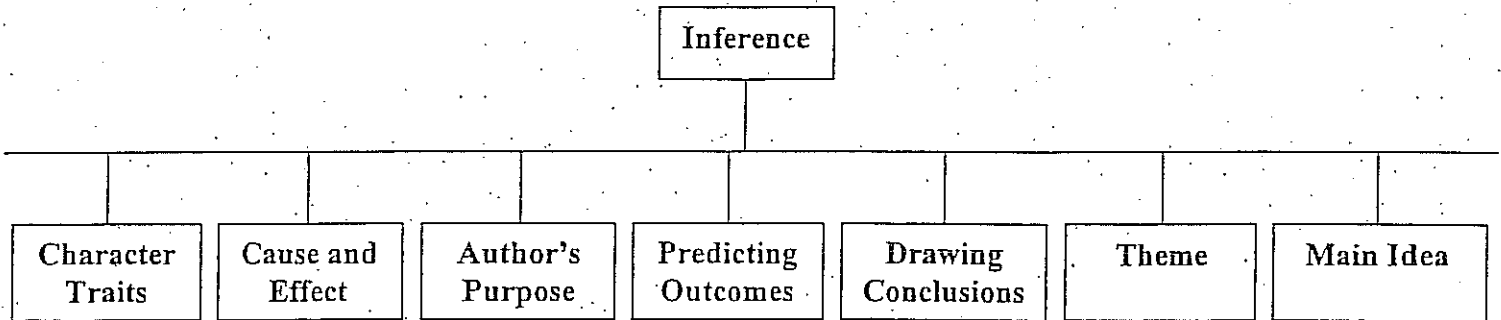 Inference
Character
Traits
Cause and
Effect
Author's
Purpose
Predicting
Outcomes
Drawing
Conclusions
Theme
Main Idea